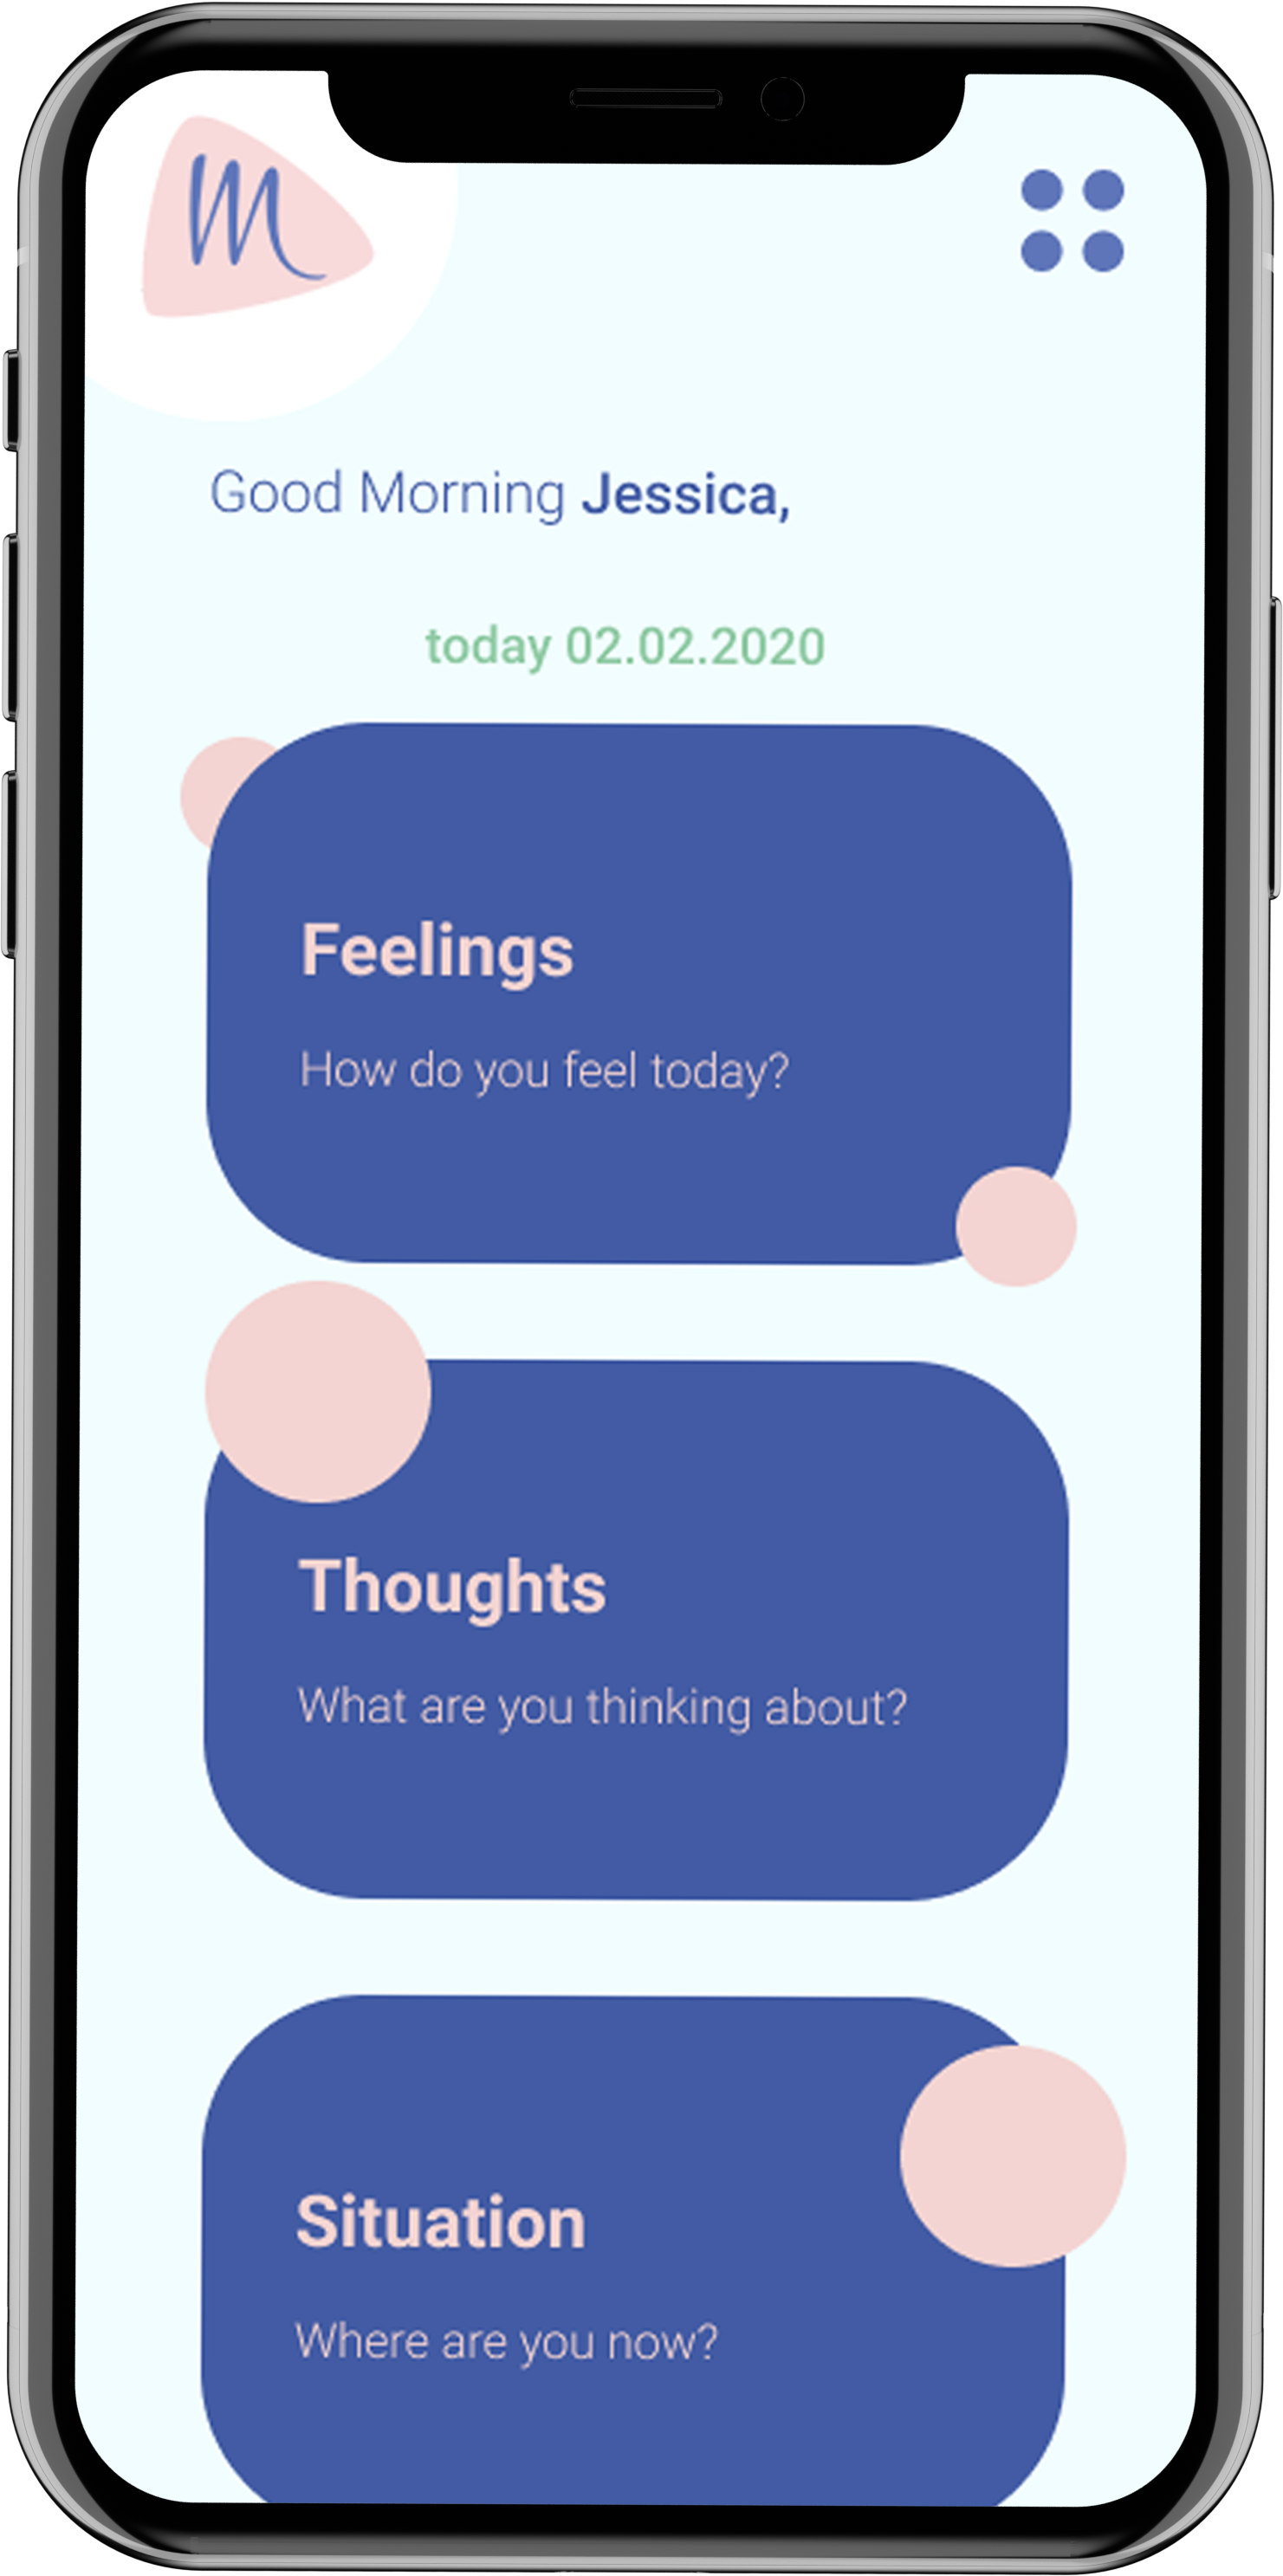 M
Good Morning Jessica,
today 02.02.2020
Feelings
How do you feel today?
Thoughts
What are you thinking about?
Situation
Where are you now?